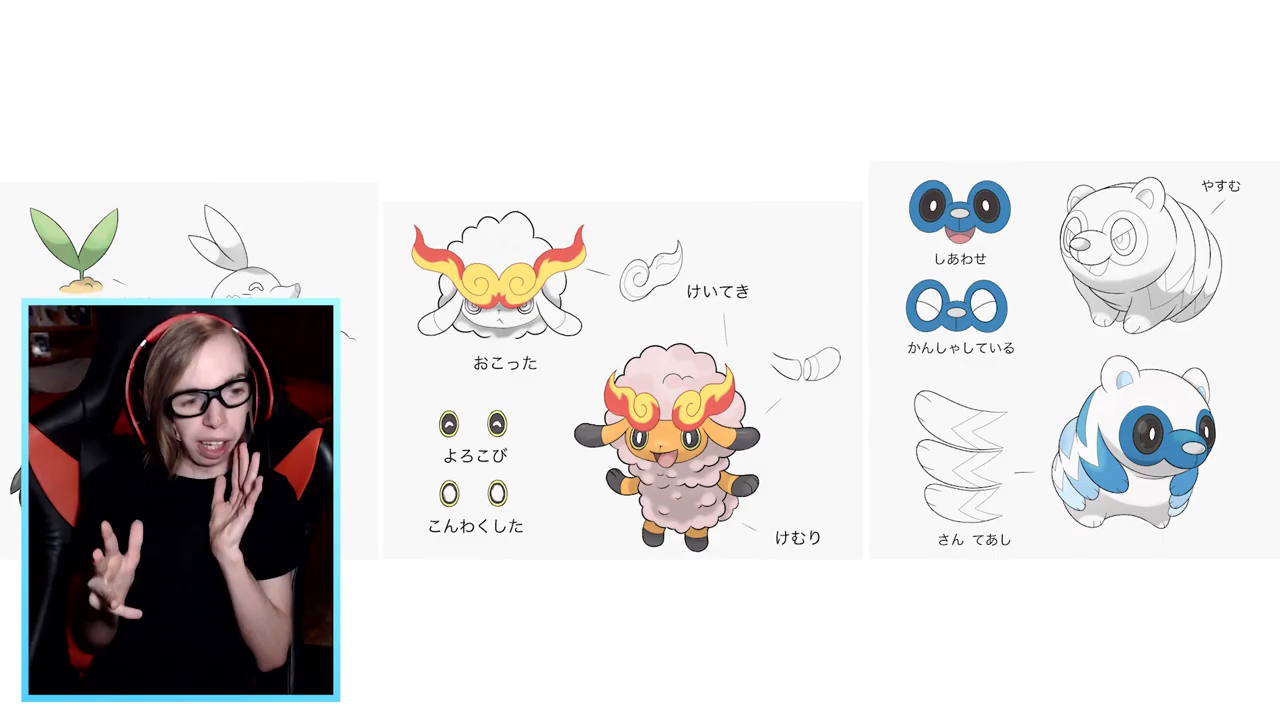 けいてき
おこった
よろこび
こんわくした
けむり
しあわせ
かんしゃしている
やすむ
さん てあし